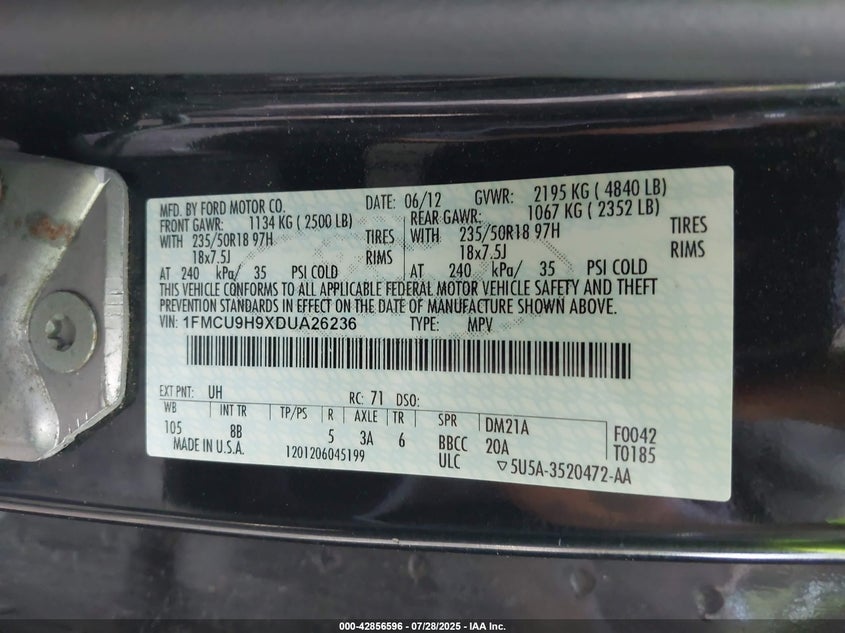 MFD. BY FORD MOTOR CO. DATE: 06/12 GVWR: 2195 KG ( 4840 LB)
FRONT GAWR: 1134 KG ( 2500 LB) REAR GAWR: 1067 KG ( 2352 LB)
WITH 235/50R18 97H TIRES WITH 235/50R18 97H TIRES
18x7.5J RIMS 18x7.5J RIMS
AT 240 kPa/ 35 PSI COLD AT 240 kPa/ 35 PSI COLD
THIS VEHICLE CONFORMS TO ALL APPLICABLE FEDERAL MOTOR VEHICLE SAFETY AND THEFT
PREVENTION STANDARDS IN EFFECT ON THE DATE OF MANUFACTURE SHOWN ABOVE.
VIN: 1FMCU9H9XDUA26236 TYPE: MPV
EXT PNT: UH RC: 71 DSO:
WB INT TR TP/PS R AXLE TR SPR DM21A F0042
105 8B 5 3A 6 BBCC 20A T0185
MADE IN U.S.A. 1201206045199 ULC ▽5U5A-3520472-AA
000-42856596 - 07/28/2025 - IAA Inc.